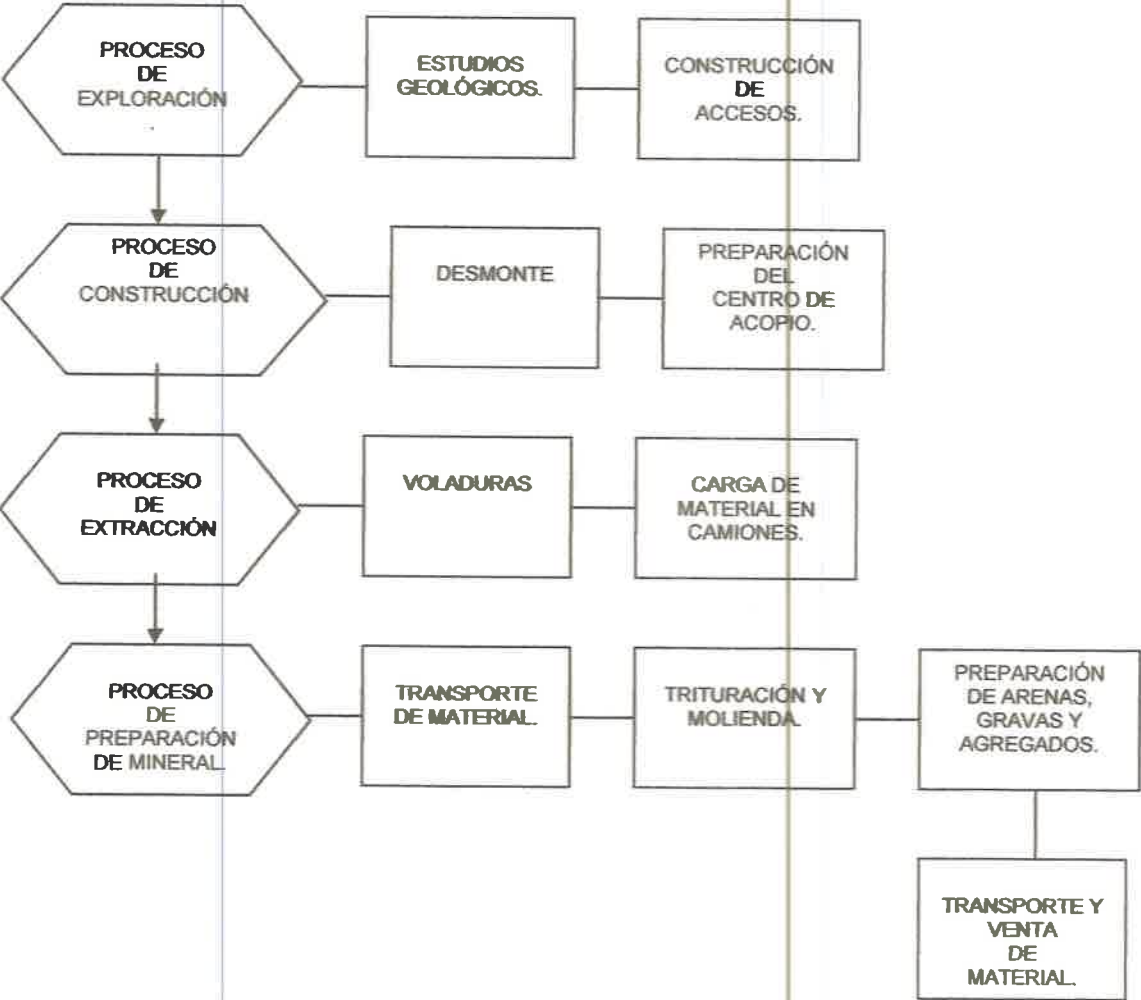 PROCESO
DE
EXPLORACIÓN
ESTUDIOS
GEOLÓGICOS.
CONSTRUCCIÓN
DE
ACCESOS.
PROCESO
DE
CONSTRUCCIÓN
DESMONTE
PREPARACIÓN
DEL
CENTRO DE
ACOPIO.
PROCESO
DE
EXTRACCIÓN
VOLADURAS
CARGA DE
MATERIAL EN
CAMIONES.
PROCESO
DE
PREPARACIÓN
DE MINERAL.
TRANSPORTE
DE MATERIAL.
TRITURACIÓN Y
MOLIENDA.
PREPARACIÓN
DE ARENAS,
GRAVAS Y
AGREGADOS.
TRANSPORTE Y
VENTA
DE
MATERIAL.